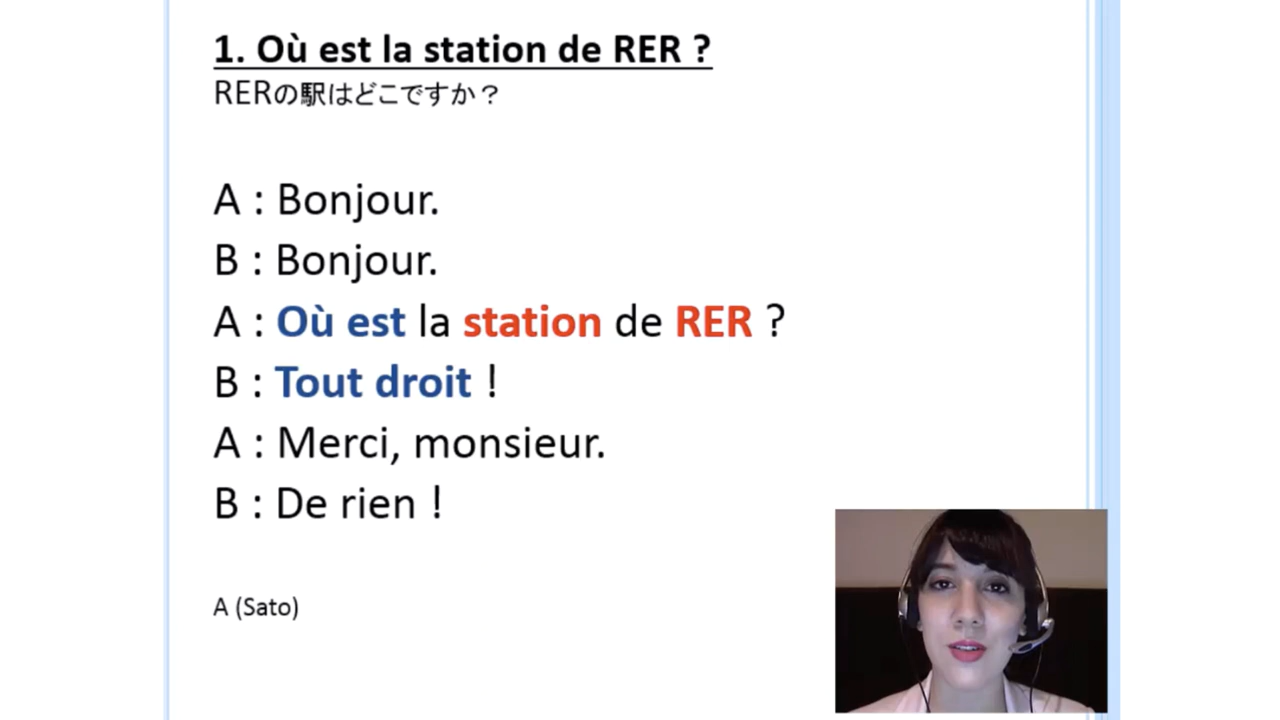 1. Où est la station de RER ?
RERの駅はどこですか？
A : Bonjour.
B : Bonjour.
A : Où est la station de RER ?
B : Tout droit !
A : Merci, monsieur.
B : De rien !
A (Sato)